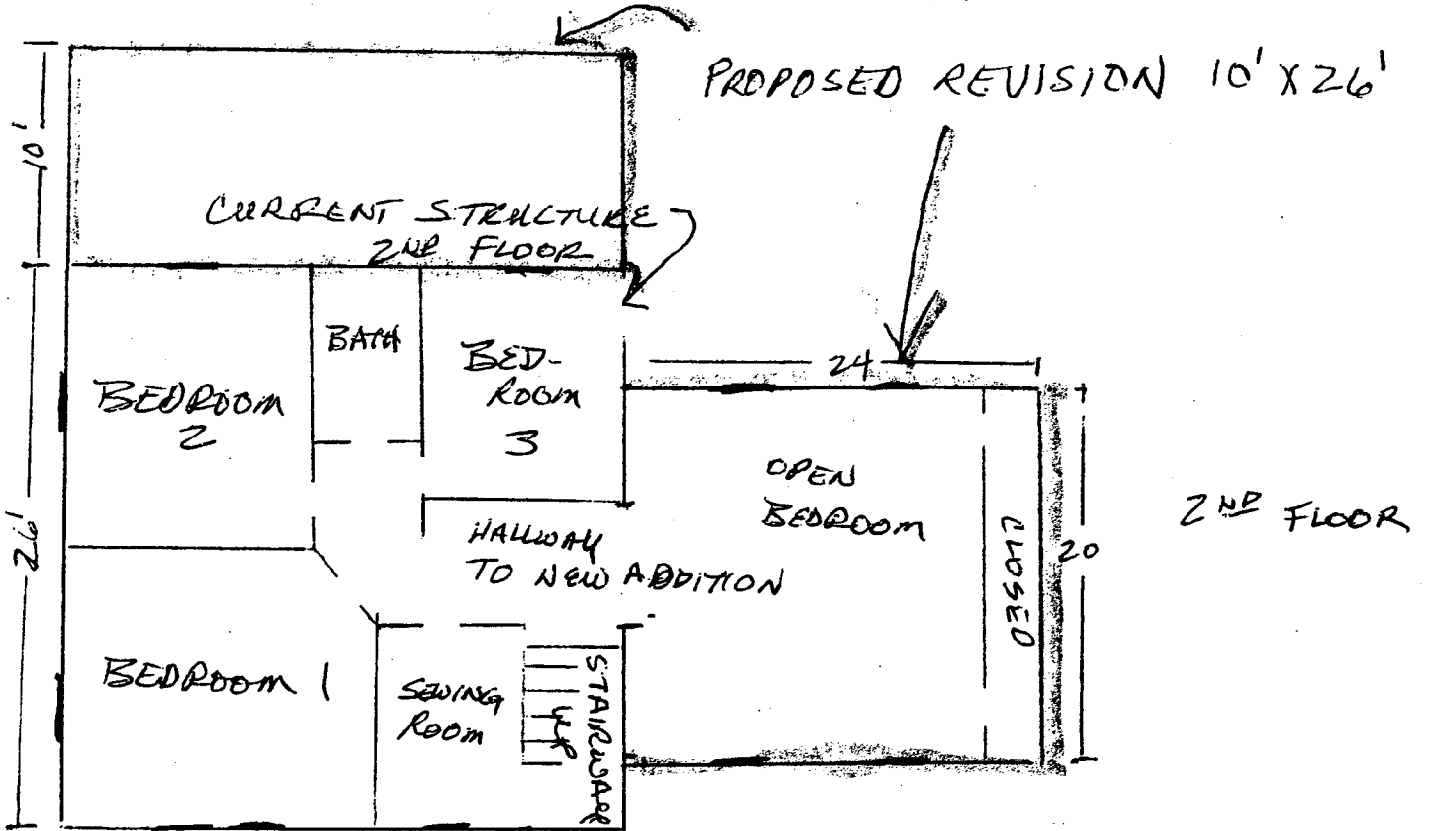 PROPOSED REVISION 10' X 26'
10'
CURRENT STRUCTURE
2ND FLOOR
BATH
BED-
ROOM
3
BEDROOM
2
24
OPEN
BEDROOM
CLOSED
20
2ND FLOOR
26'
HALLWAY
TO NEW ADDITION
BEDROOM 1
SEWING
ROOM
UP
STAIRWAY